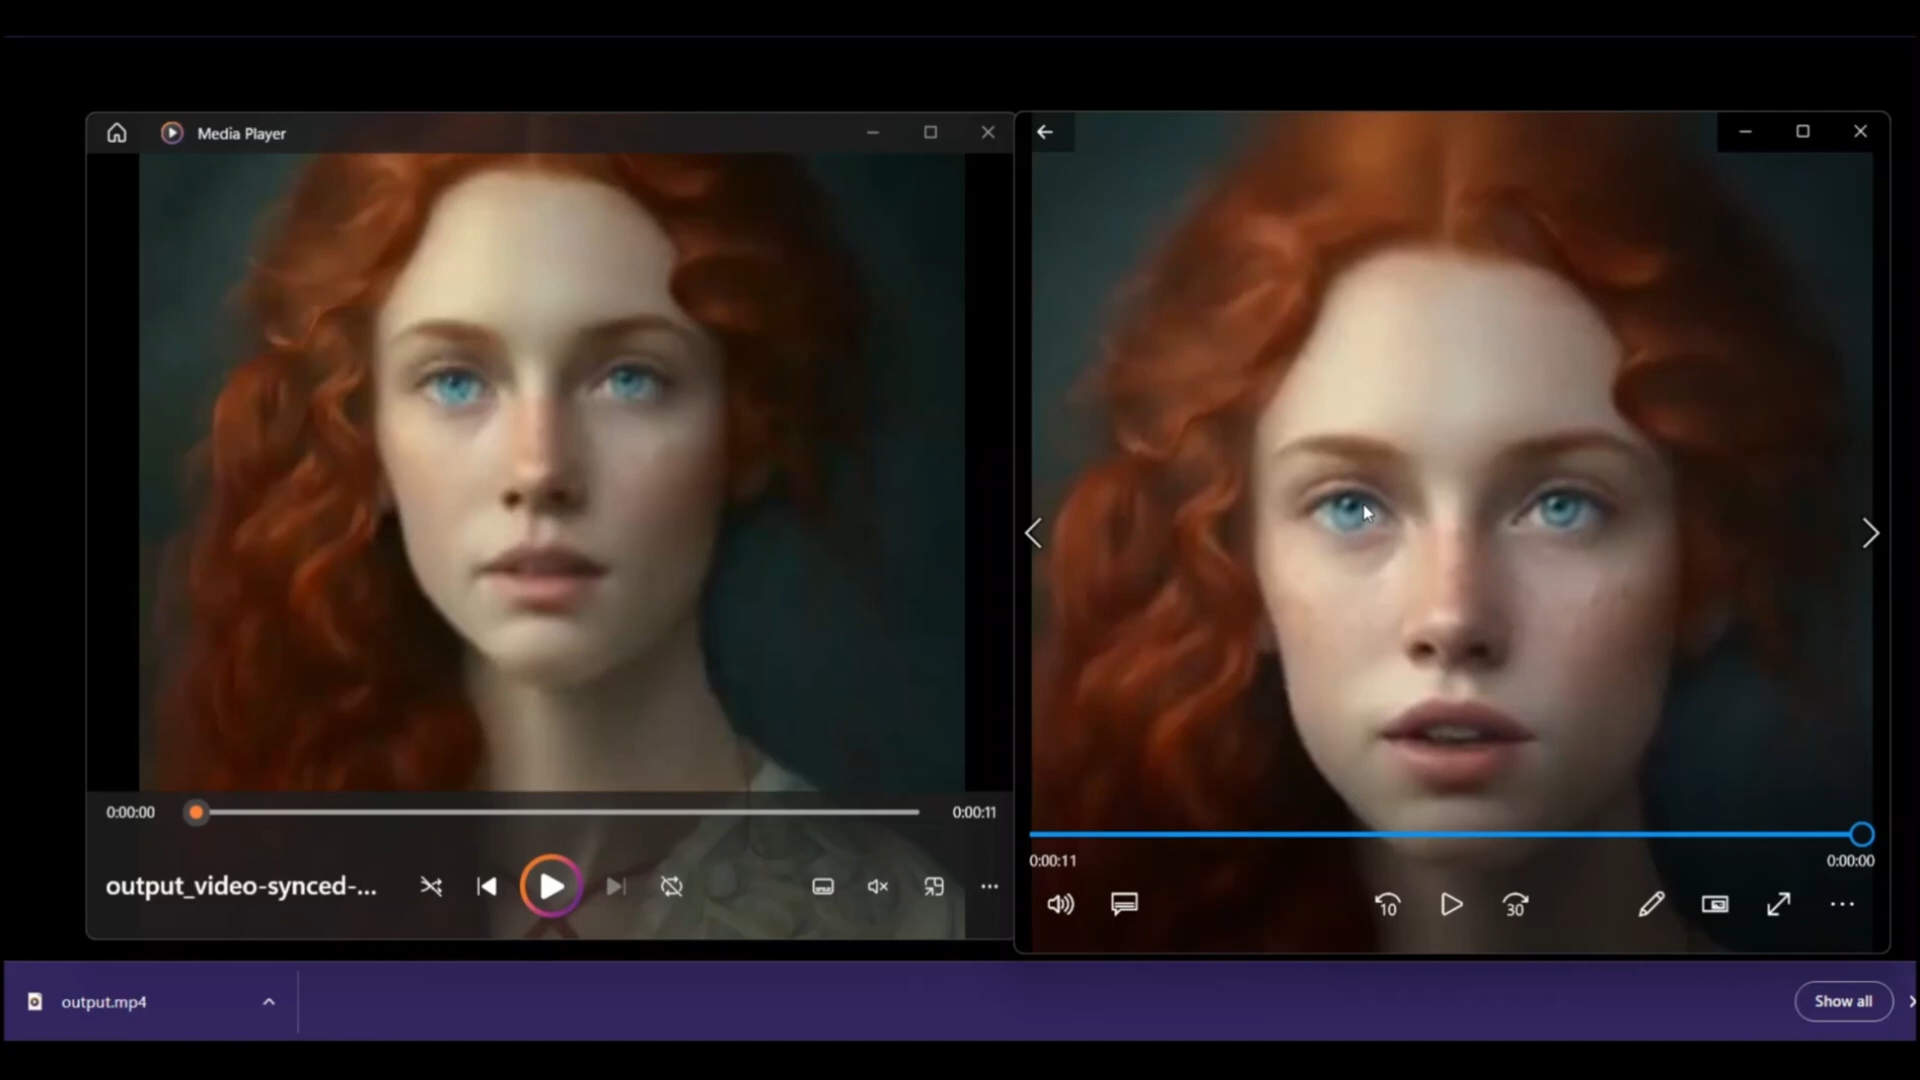 Media Player
0:00:00
0:00:11
output_video-synced-...
0:00:11
0:00:00
10
30
output.mp4
Show all